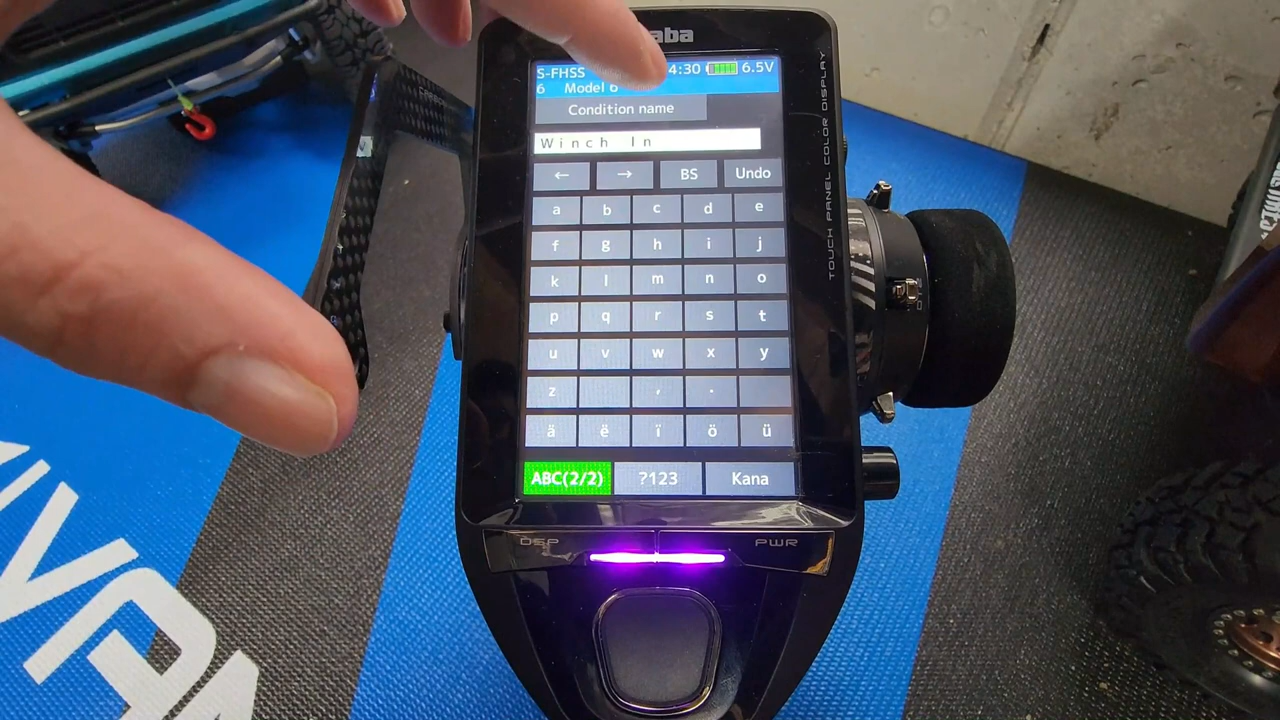 aba
S-FHSS 4:30 6.5V
6 Model 6
Condition name
Winch In
← → BS Undo
a b c d e
f g h i j
k l m n o
p q r s t
u v w x y
z , .
ä ë ï ö ü
ABC(2/2) ?123 Kana
DSP PWR
TOUCH PANEL COLOR DISPLAY